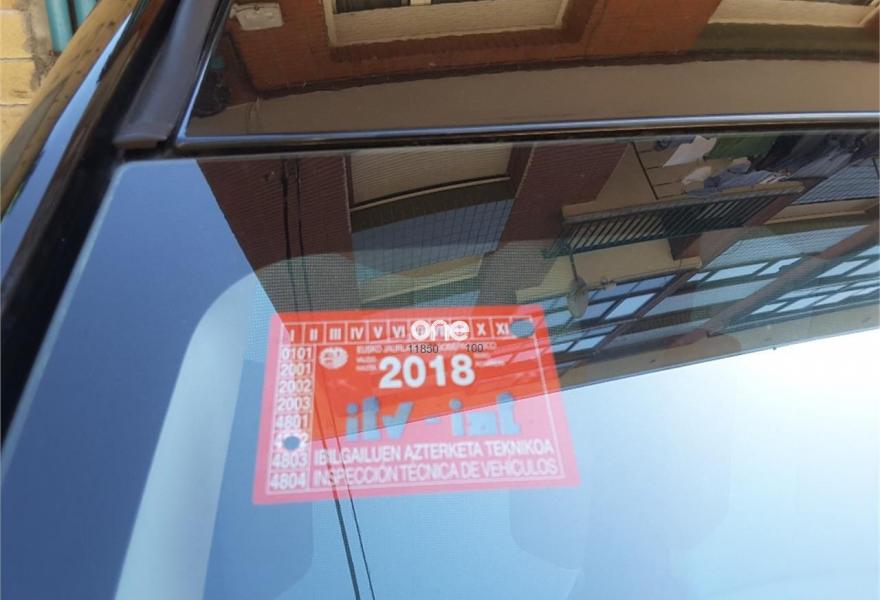 I II III IV V VI X XI
one
11850 100
0101
2001
2002
2003
4801
4803
4804
EUSKO
2018
itv - iat
IBILGAILUEN AZTERKETA TEKNIKOA
INSPECCIÓN TÉCNICA DE VEHÍCULOS